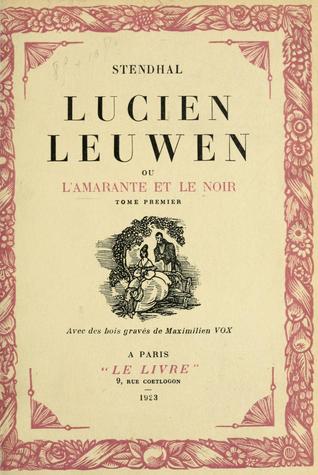 STENDHAL
LUCIEN
LEUWEN
OU
L'AMARANTE ET LE NOIR
TOME PREMIER
Avec des bois gravés de Maximilien VOX
A PARIS
"LE LIVRE"
9, RUE COETLOGON
1923